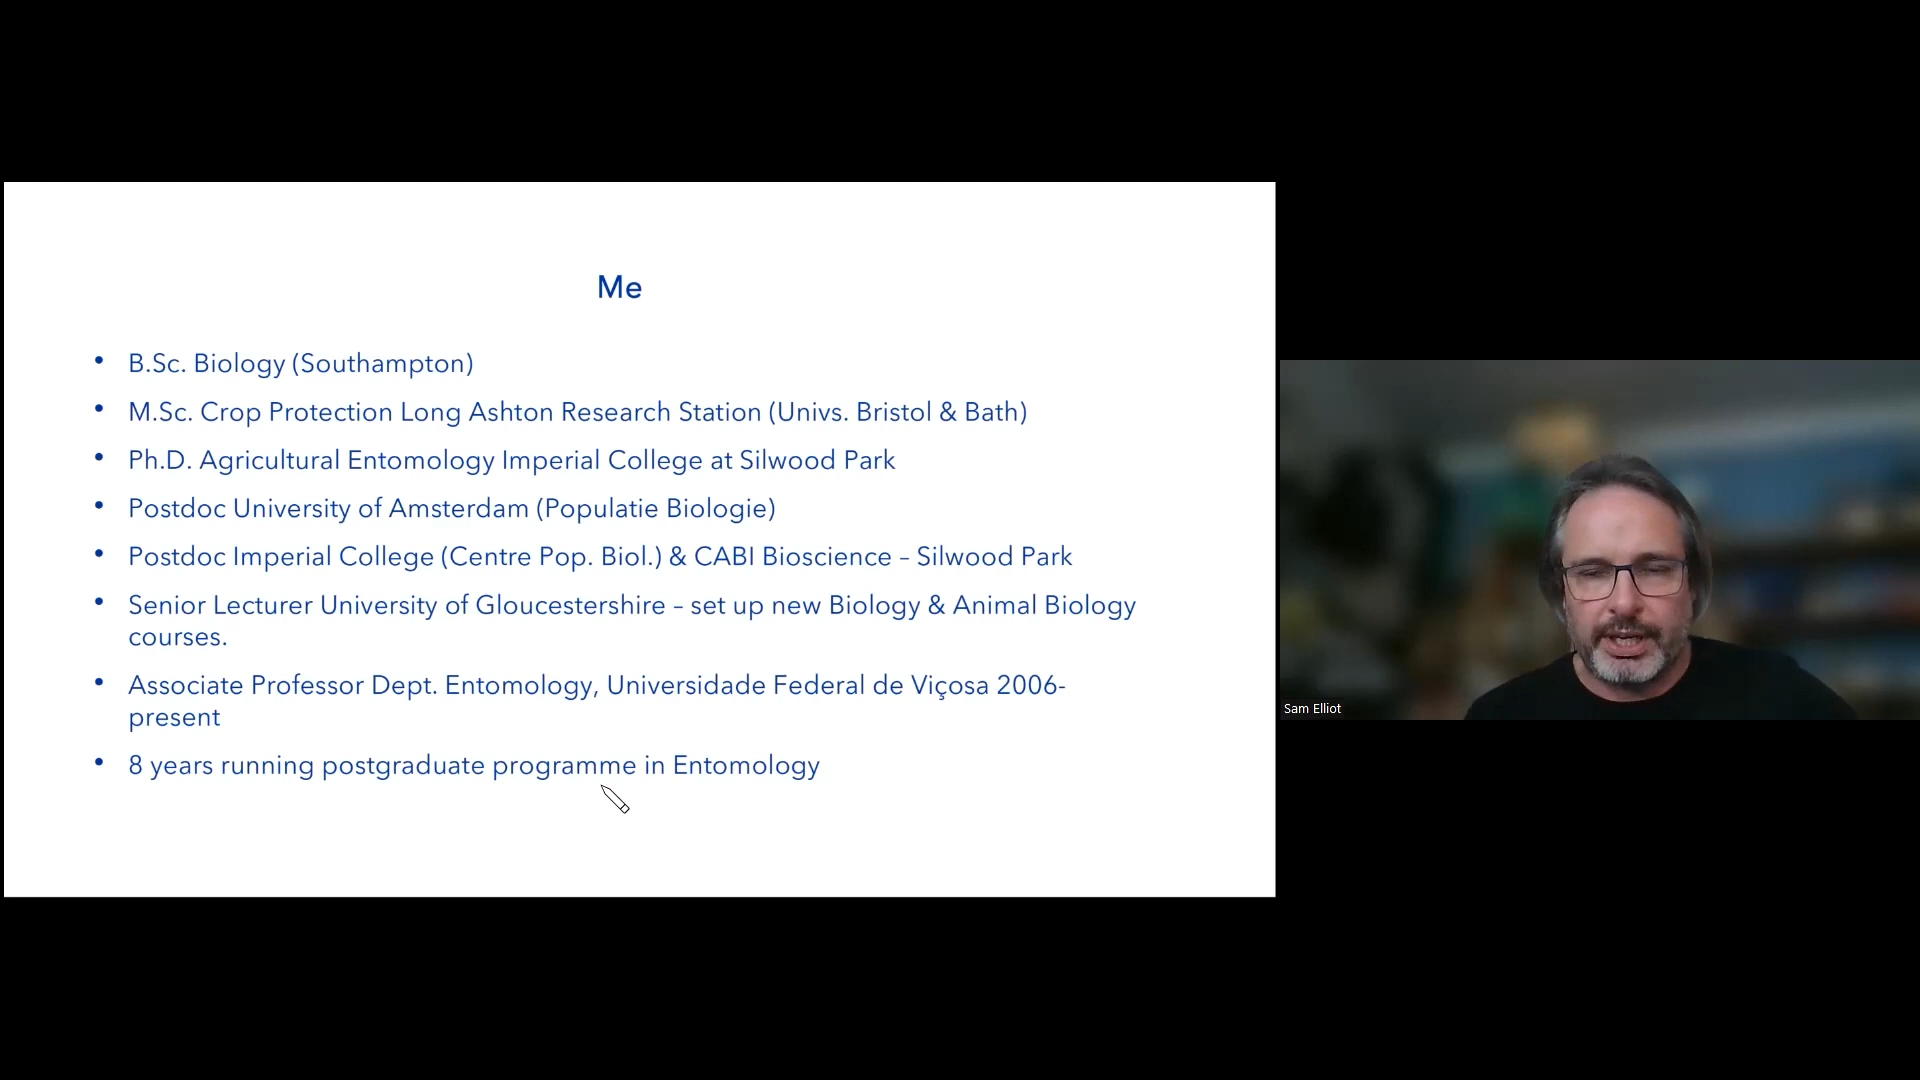 Me
• B.Sc. Biology (Southampton)
• M.Sc. Crop Protection Long Ashton Research Station (Univs. Bristol & Bath)
• Ph.D. Agricultural Entomology Imperial College at Silwood Park
• Postdoc University of Amsterdam (Populatie Biologie)
• Postdoc Imperial College (Centre Pop. Biol.) & CABI Bioscience – Silwood Park
• Senior Lecturer University of Gloucestershire – set up new Biology & Animal Biology
courses.
• Associate Professor Dept. Entomology, Universidade Federal de Viçosa 2006-
present
• 8 years running postgraduate programme in Entomology
Sam Elliot